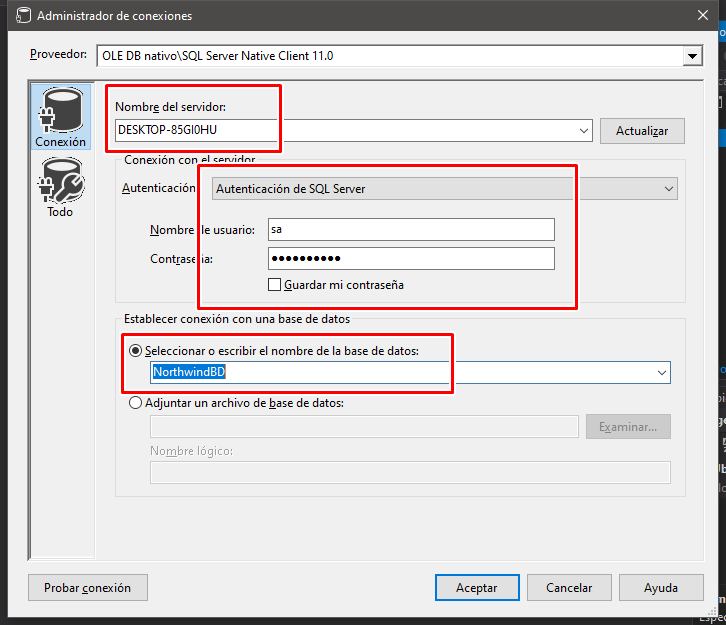 Administrador de conexiones
Proveedor: OLE DB nativo\SQL Server Native Client 11.0
Conexión
Todo
Nombre del servidor:
DESKTOP-85GI0HU
Actualizar
Conexión con el servidor
Autenticación Autenticación de SQL Server
Nombre de usuario: sa
Contraseña: ●●●●●●●●●●
Guardar mi contraseña
Establecer conexión con una base de datos
Seleccionar o escribir el nombre de la base de datos:
NorthwindBD
Adjuntar un archivo de base de datos:
Examinar...
Nombre lógico:
Probar conexión Aceptar Cancelar Ayuda